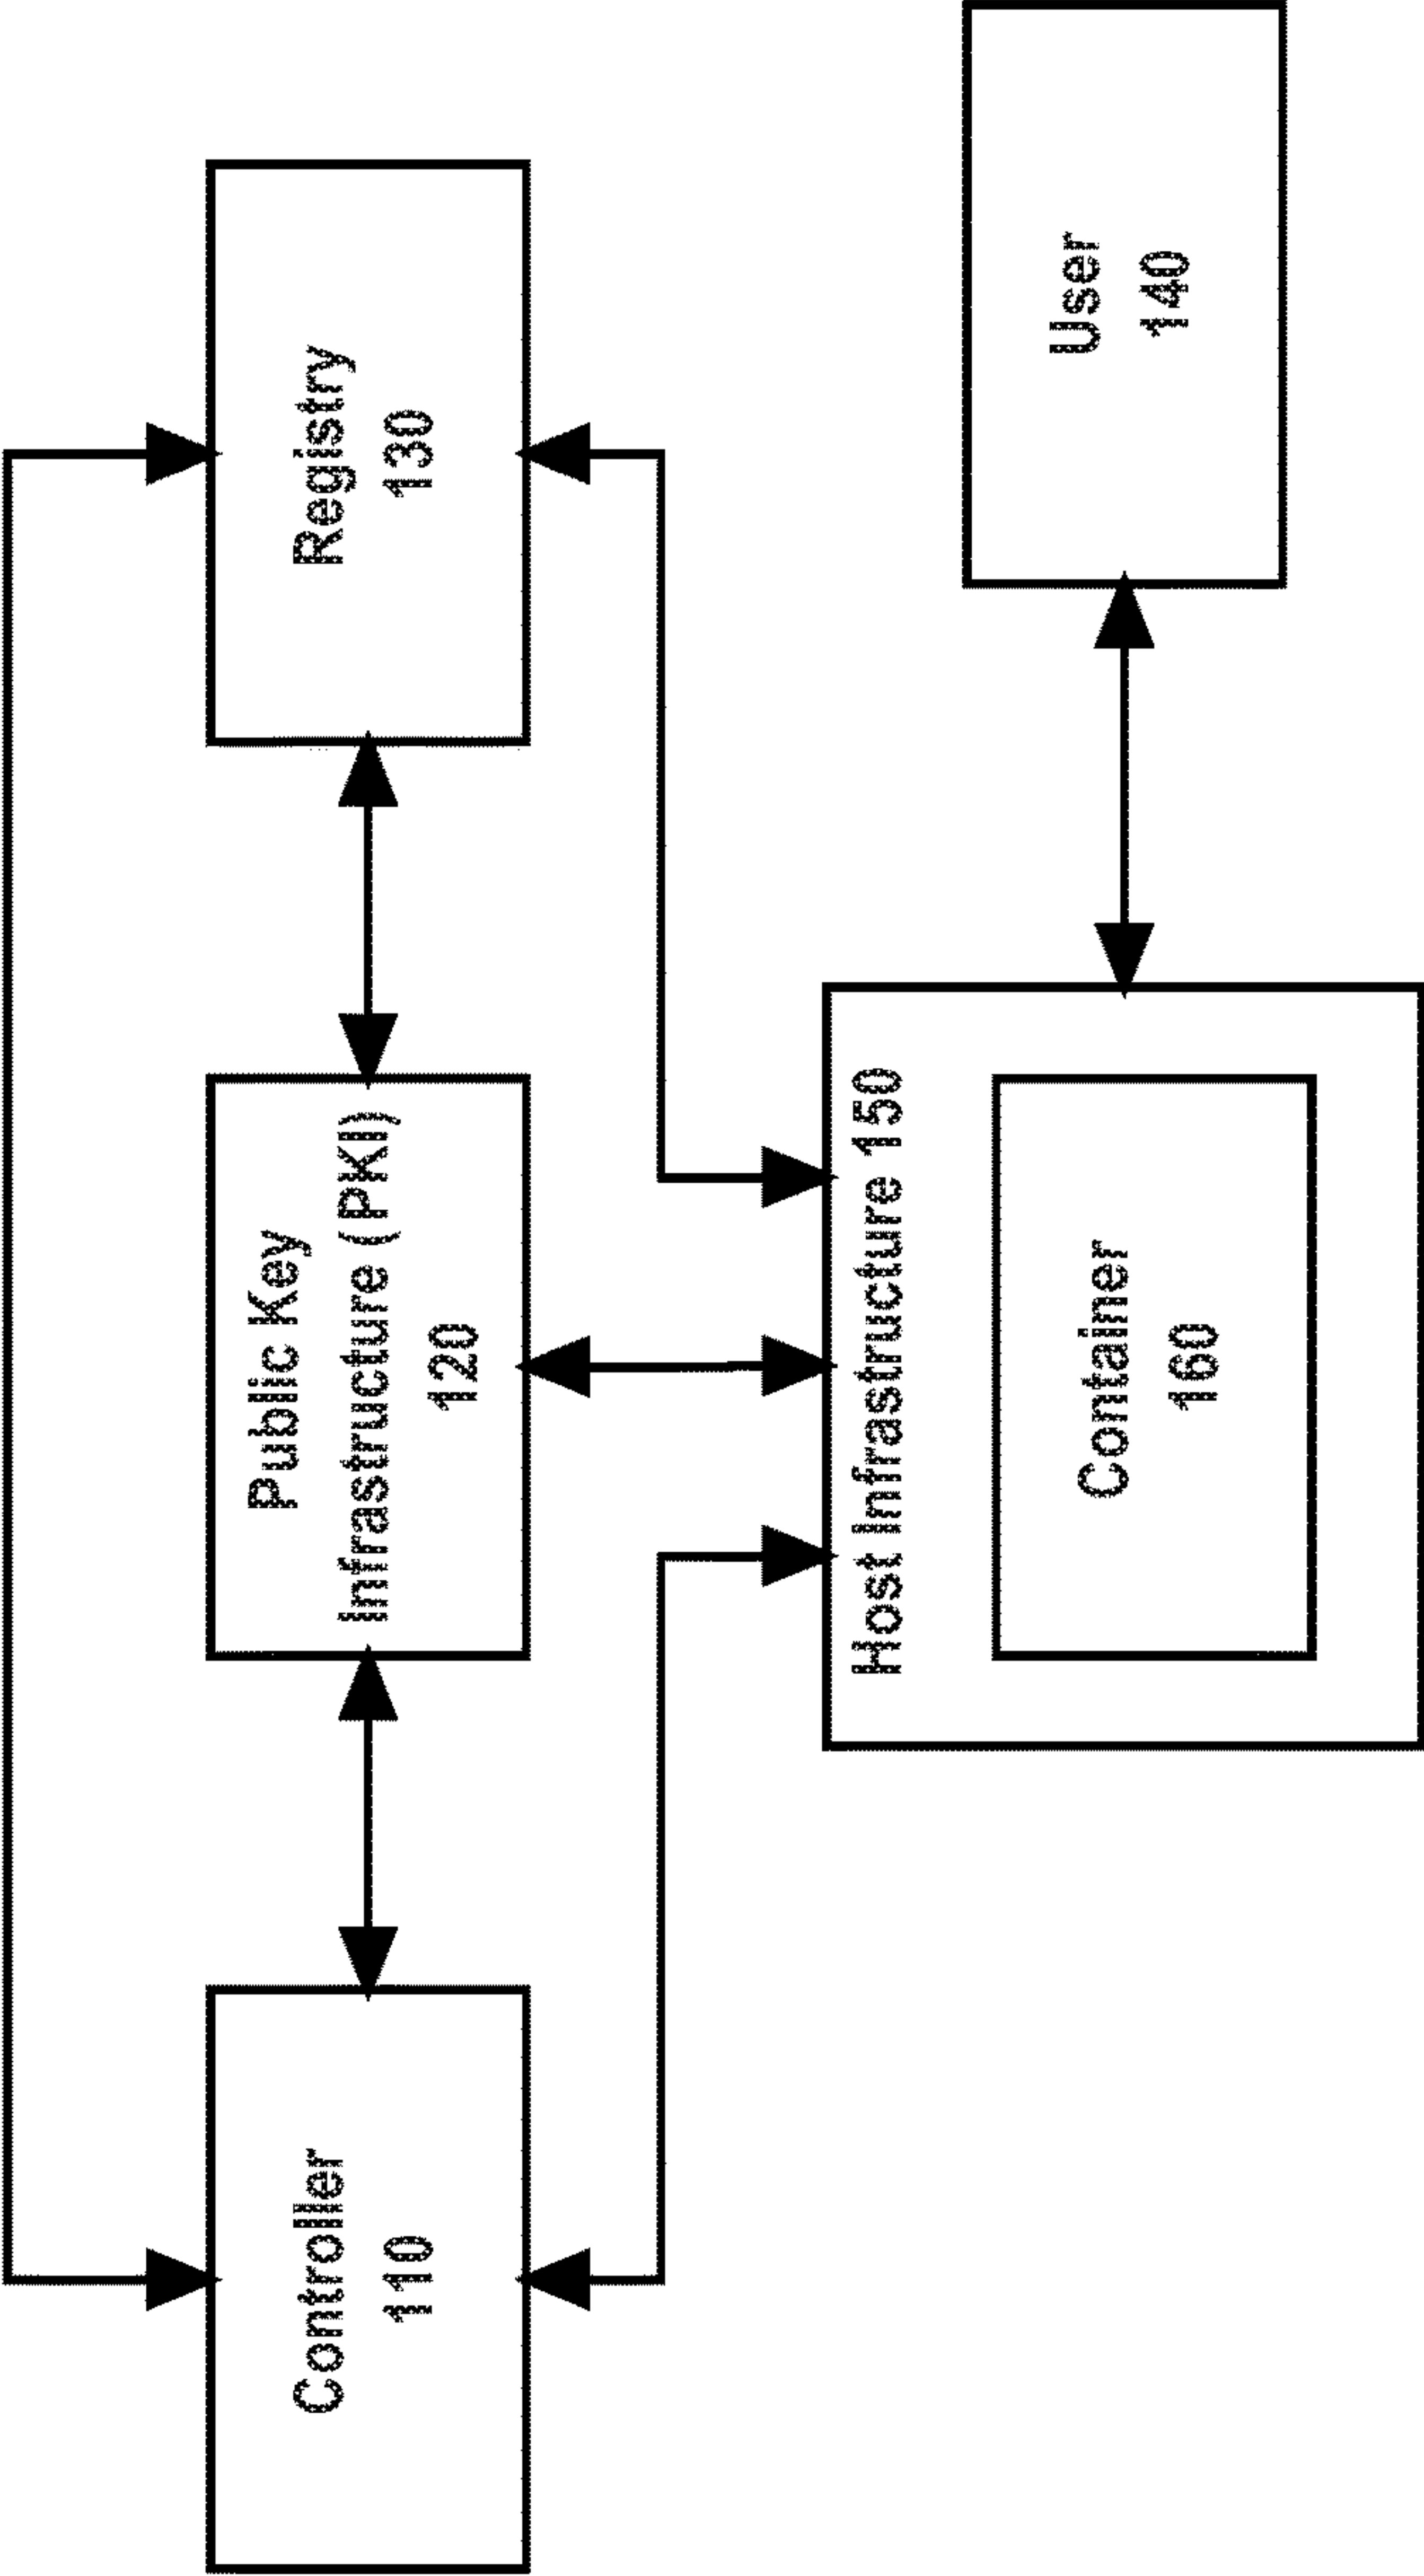 Controller
110
Public Key
Infrastructure (PKI)
120
Registry
130
Host Infrastructure 150
Container
160
User
140